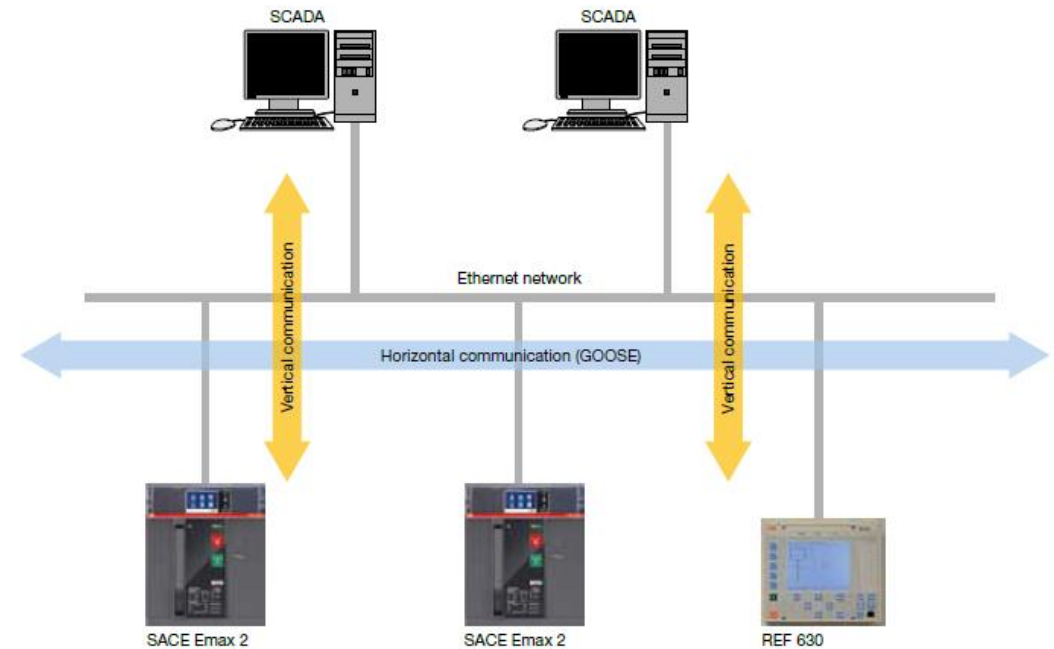 SCADA
SCADA
Ethernet network
Vertical communication
Horizontal communication (GOOSE)
Vertical communication
SACE Emax 2
SACE Emax 2
REF 630